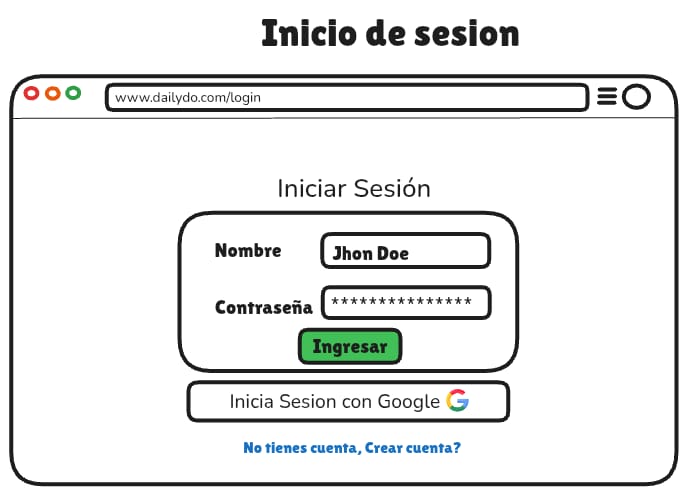 Inicio de sesion
www.dailydo.com/login
Iniciar Sesión
Nombre
Jhon Doe
Contraseña
***************
Ingresar
Inicia Sesion con Google
No tienes cuenta, Crear cuenta?